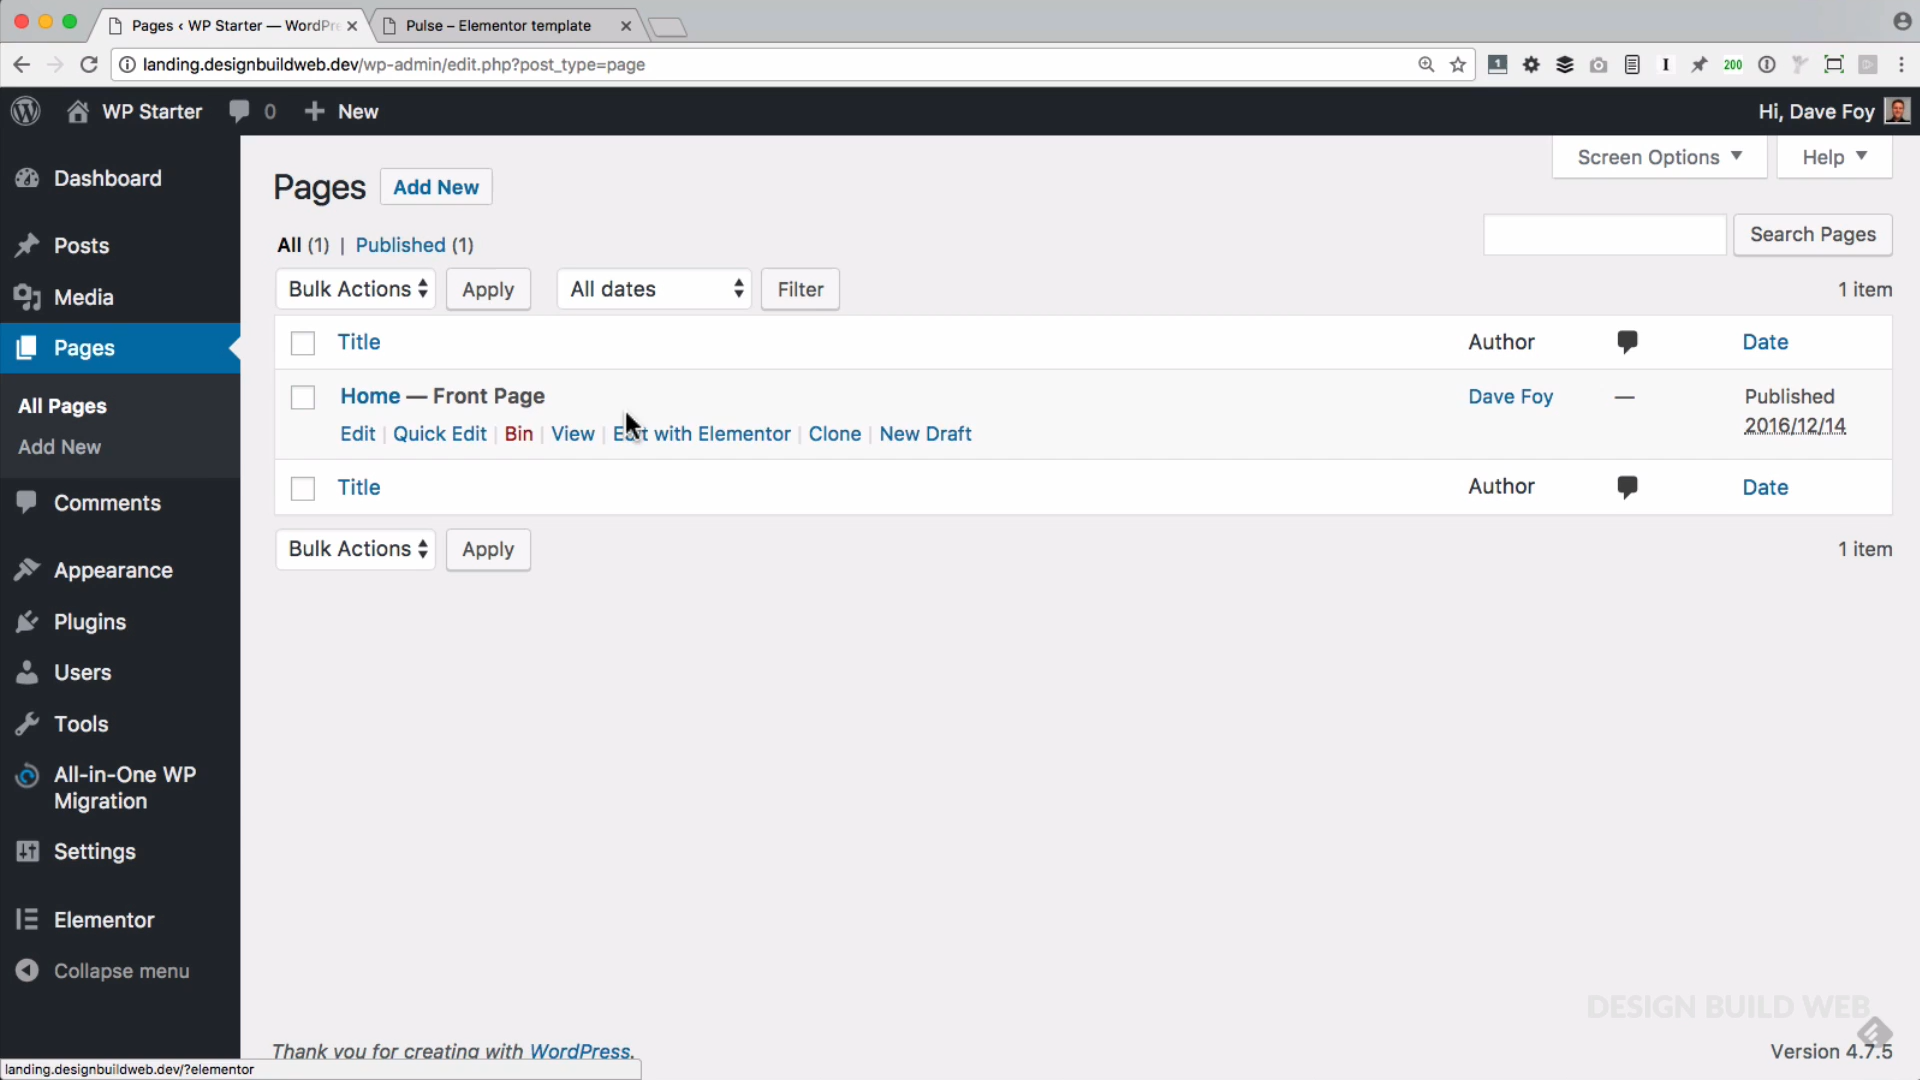 Pages ‹ WP Starter — WordPre
Pulse – Elementor template
landing.designbuildweb.dev/wp-admin/edit.php?post_type=page
1
I
200
WP Starter
0
New
Hi, Dave Foy
Dashboard
Posts
Media
Pages
All Pages
Add New
Comments
Appearance
Plugins
Users
Tools
All-in-One WP
Migration
Settings
Elementor
Collapse menu
Screen Options
Help
Pages
Add New
All (1) | Published (1)
Search Pages
Bulk Actions
Apply
All dates
Filter
1 item
Title
Author
Date
Home — Front Page
Dave Foy
—
Published
2016/12/14
Edit | Quick Edit | Bin | View | Edit with Elementor | Clone | New Draft
Title
Author
Date
Bulk Actions
Apply
1 item
DESIGN BUILD WEB
Thank you for creating with WordPress.
Version 4.7.5
landing.designbuildweb.dev/?elementor